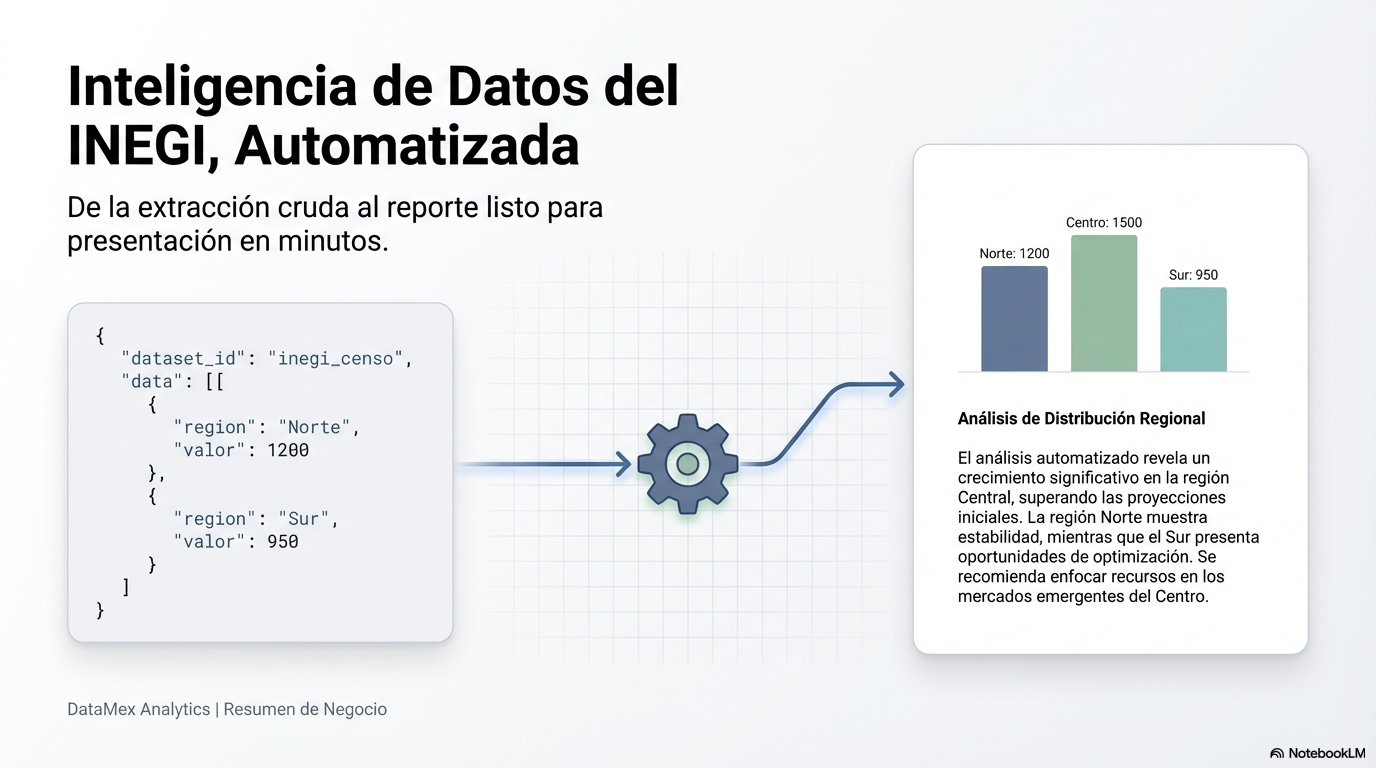 Inteligencia de Datos del
INEGI, Automatizada
De la extracción cruda al reporte listo para
presentación en minutos.
{
"dataset_id": "inegi_censo",
"data": [[
{
"region": "Norte",
"valor": 1200
},
{
"region": "Sur",
"valor": 950
}
]
}
Centro: 1500
Norte: 1200
Sur: 950
Análisis de Distribución Regional
El análisis automatizado revela un
crecimiento significativo en la región
Central, superando las proyecciones
iniciales. La región Norte muestra
estabilidad, mientras que el Sur presenta
oportunidades de optimización. Se
recomienda enfocar recursos en los
mercados emergentes del Centro.
DataMex Analytics | Resumen de Negocio
NotebookLM